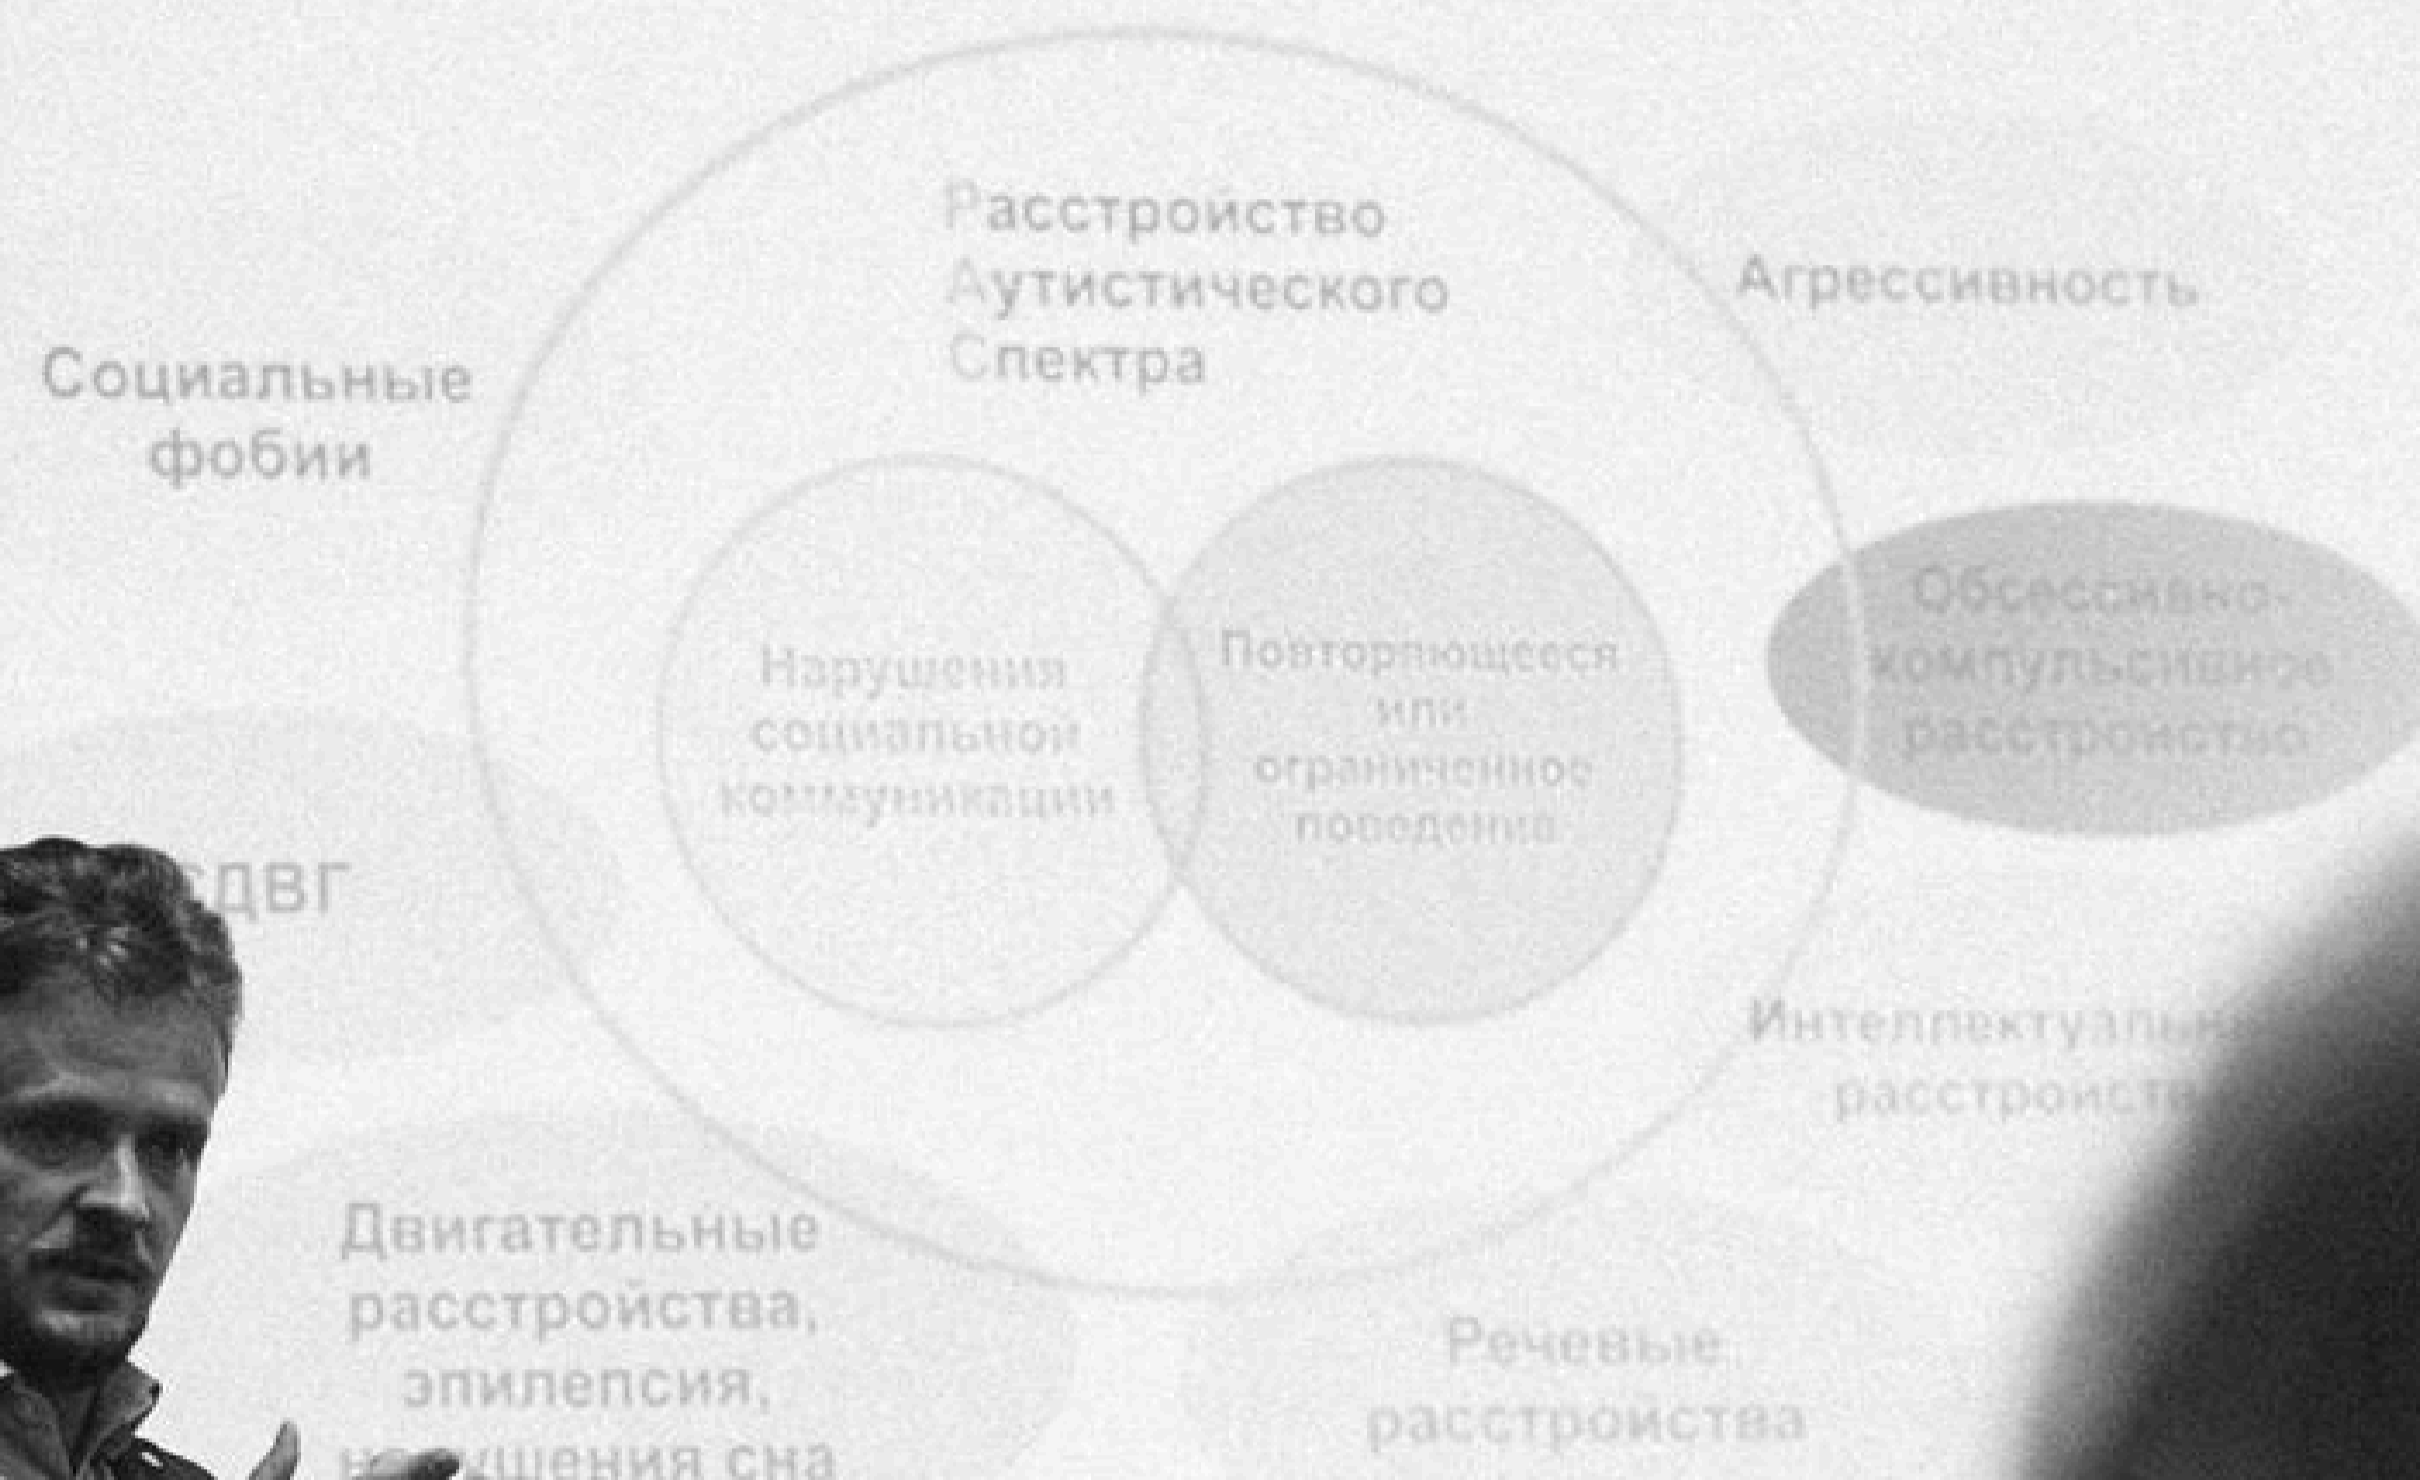 Расстройство
Аутистического
Спектра
Агрессивность
Социальные
фобии
Обсессивно-
компульсивное
расстройство
Нарушения
социальной
коммуникации
Повторяющееся
или
ограниченное
поведение
СДВГ
Двигательные
расстройства,
эпилепсия,
нарушения сна
Речевые
расстройства